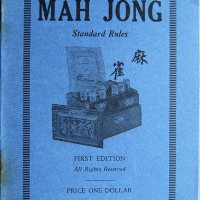 MAH JONG
Standard Rules
麻
雀
FIRST EDITION
All Rights Reserved
PRICE ONE DOLLAR